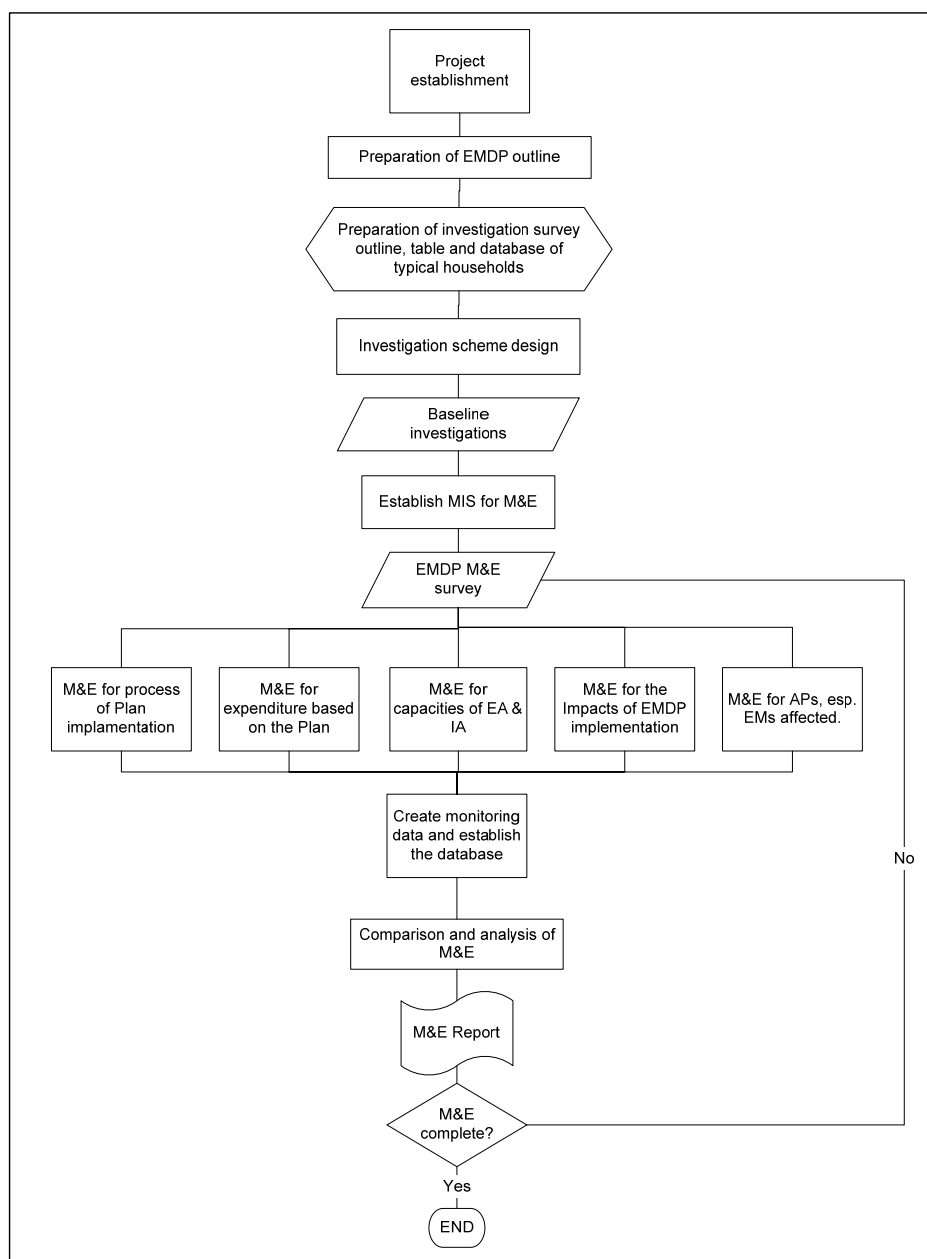 Project
establishment
Preparation of EMDP outline
Preparation of investigation survey
outline, table and database of
typical households
Investigation scheme design
Baseline
investigations
Establish MIS for M&E
EMDP M&E
survey
M&E for process
of Plan
implamentation
M&E for
expenditure based
on the Plan
M&E for
capacities of EA &
IA
M&E for the
Impacts of EMDP
implementation
M&E for APs, esp.
EMs affected.
Create monitoring
data and establish
the database
No
Comparison and analysis of
M&E
M&E Report
M&E
complete?
Yes
END